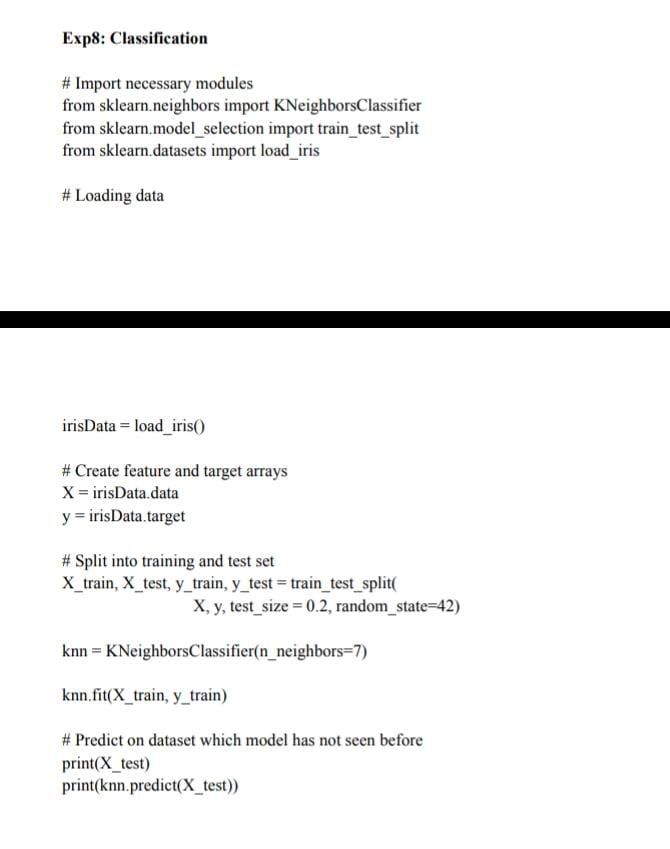 Exp8: Classification
# Import necessary modules
from sklearn.neighbors import KNeighborsClassifier
from sklearn.model_selection import train_test_split
from sklearn.datasets import load_iris
# Loading data
irisData = load_iris()
# Create feature and target arrays
X = irisData.data
y = irisData.target
# Split into training and test set
X_train, X_test, y_train, y_test = train_test_split(
X, y, test_size = 0.2, random_state=42)
knn = KNeighborsClassifier(n_neighbors=7)
knn.fit(X_train, y_train)
# Predict on dataset which model has not seen before
print(X_test)
print(knn.predict(X_test))